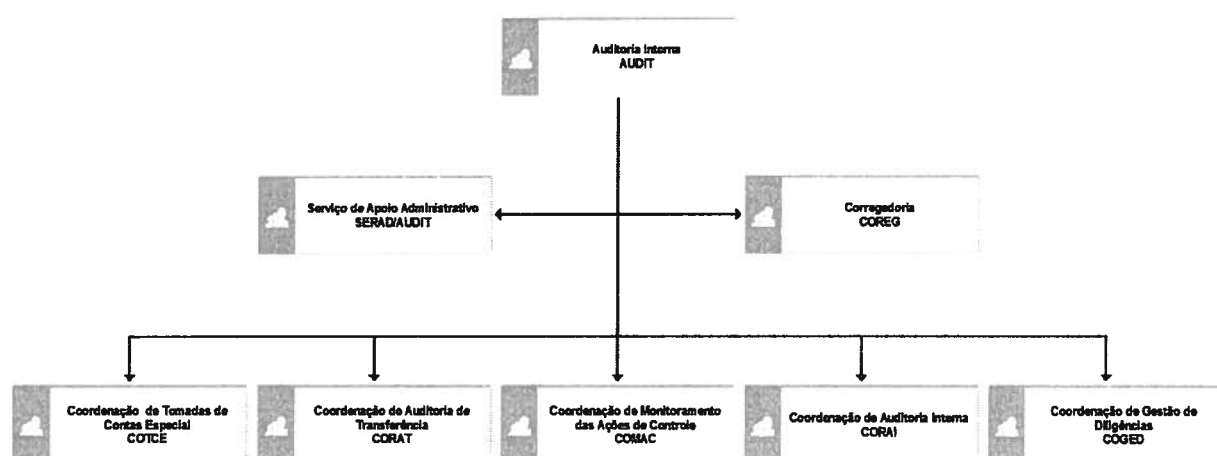 Auditoria Interna
AUDIT
Serviço de Apoio Administrativo
SERAD/AUDIT
Corregedoria
COREG
Coordenação de Tomadas de
Contas Especial
COTCE
Coordenação de Auditoria de
Transferência
CORAT
Coordenação de Monitoramento
das Ações de Controle
COMAC
Coordenação de Auditoria Interna
CORAI
Coordenação de Gestão de
Diligências
COGED